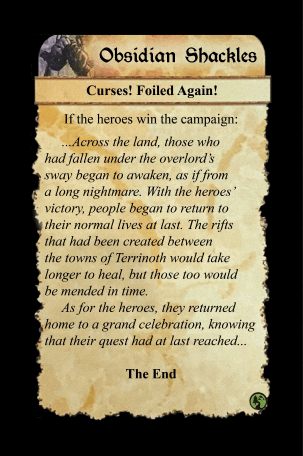 Obsidian Shackles
Curses! Foiled Again!
If the heroes win the campaign:
...Across the land, those who
had fallen under the overlord's
sway began to awaken, as if from
a long nightmare. With the heroes'
victory, people began to return to
their normal lives at last. The rifts
that had been created between
the towns of Terrinoth would take
longer to heal, but those too would
be mended in time.
As for the heroes, they returned
home to a grand celebration, knowing
that their quest had at last reached...
The End